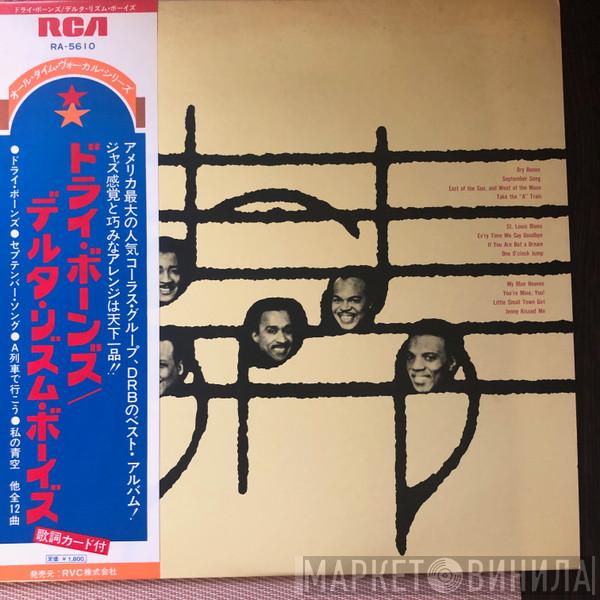 ドライ・ボーンズ/デルタ・リズム・ボーイズ
RCA
RA-5610
オール・タイム・ヴォーカル・シリーズ
ドライ・ボーンズ/
デルタ・リズム・ボーイズ
アメリカ最大の人気コーラス・グループ、DRBのベスト・アルバム!
ジャズ感覚と巧みなアレンジは天下一品!!
●ドライ・ボーンズ●セプテンバー・ソング●A列車で行こう●私の青空 他全12曲
歌詞カード付
定価 ¥1,800
発売元:RVC株式会社
Dry Bones
September Song
East of the Sun, and West of the Moon
Take the "A" Train
St. Louis Blues
Ev'ry Time We Say Goodbye
If You Are But a Dream
One O'clock Jump
My Blue Heaven
You're Mine, You!
Little Small Town Girl
Jenny Kissed Me
МАРКЕТ ВИНИЛА